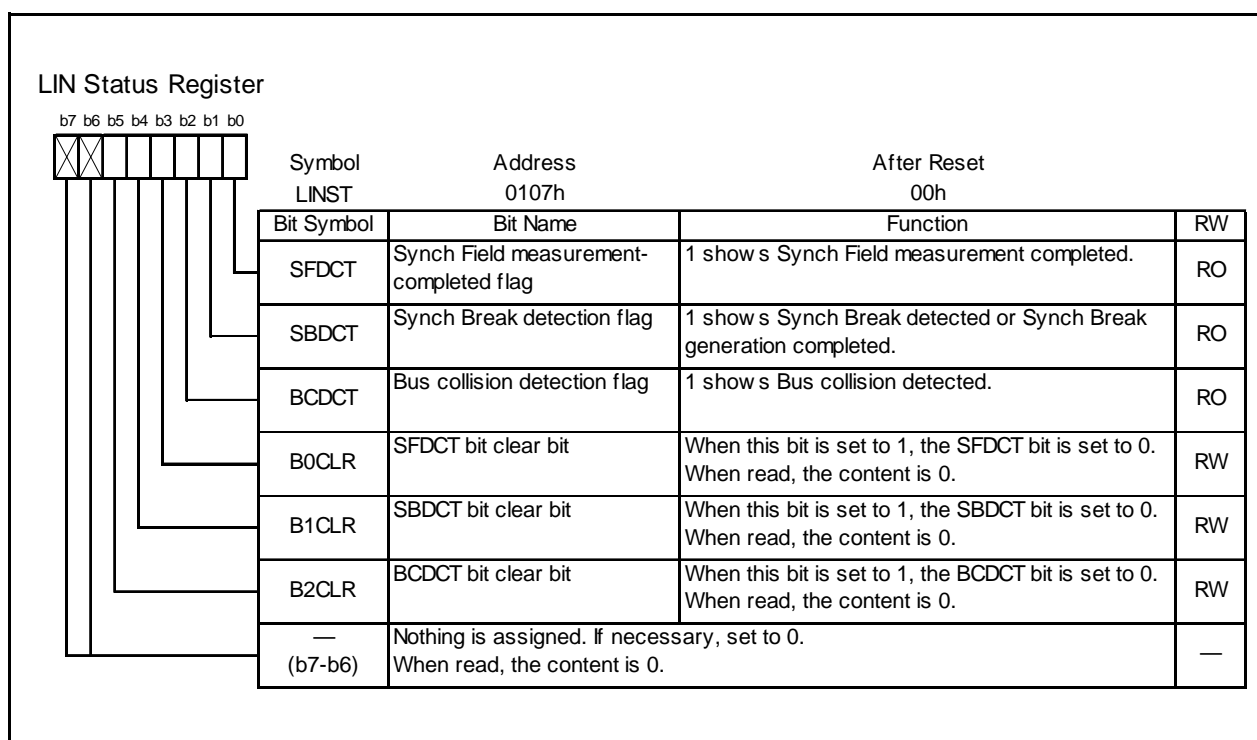 LIN Status Register
b7 b6 b5 b4 b3 b2 b1 b0
Symbol Address After Reset
LINST 0107h 00h
Bit Symbol Bit Name Function RW
SFDCT Synch Field measurement-completed flag 1 shows Synch Field measurement completed. RO
SBDCT Synch Break detection flag 1 shows Synch Break detected or Synch Break generation completed. RO
BCDCT Bus collision detection flag 1 shows Bus collision detected. RO
B0CLR SFDCT bit clear bit When this bit is set to 1, the SFDCT bit is set to 0. When read, the content is 0. RW
B1CLR SBDCT bit clear bit When this bit is set to 1, the SBDCT bit is set to 0. When read, the content is 0. RW
B2CLR BCDCT bit clear bit When this bit is set to 1, the BCDCT bit is set to 0. When read, the content is 0. RW
— Nothing is assigned. If necessary, set to 0. —
(b7-b6) When read, the content is 0.